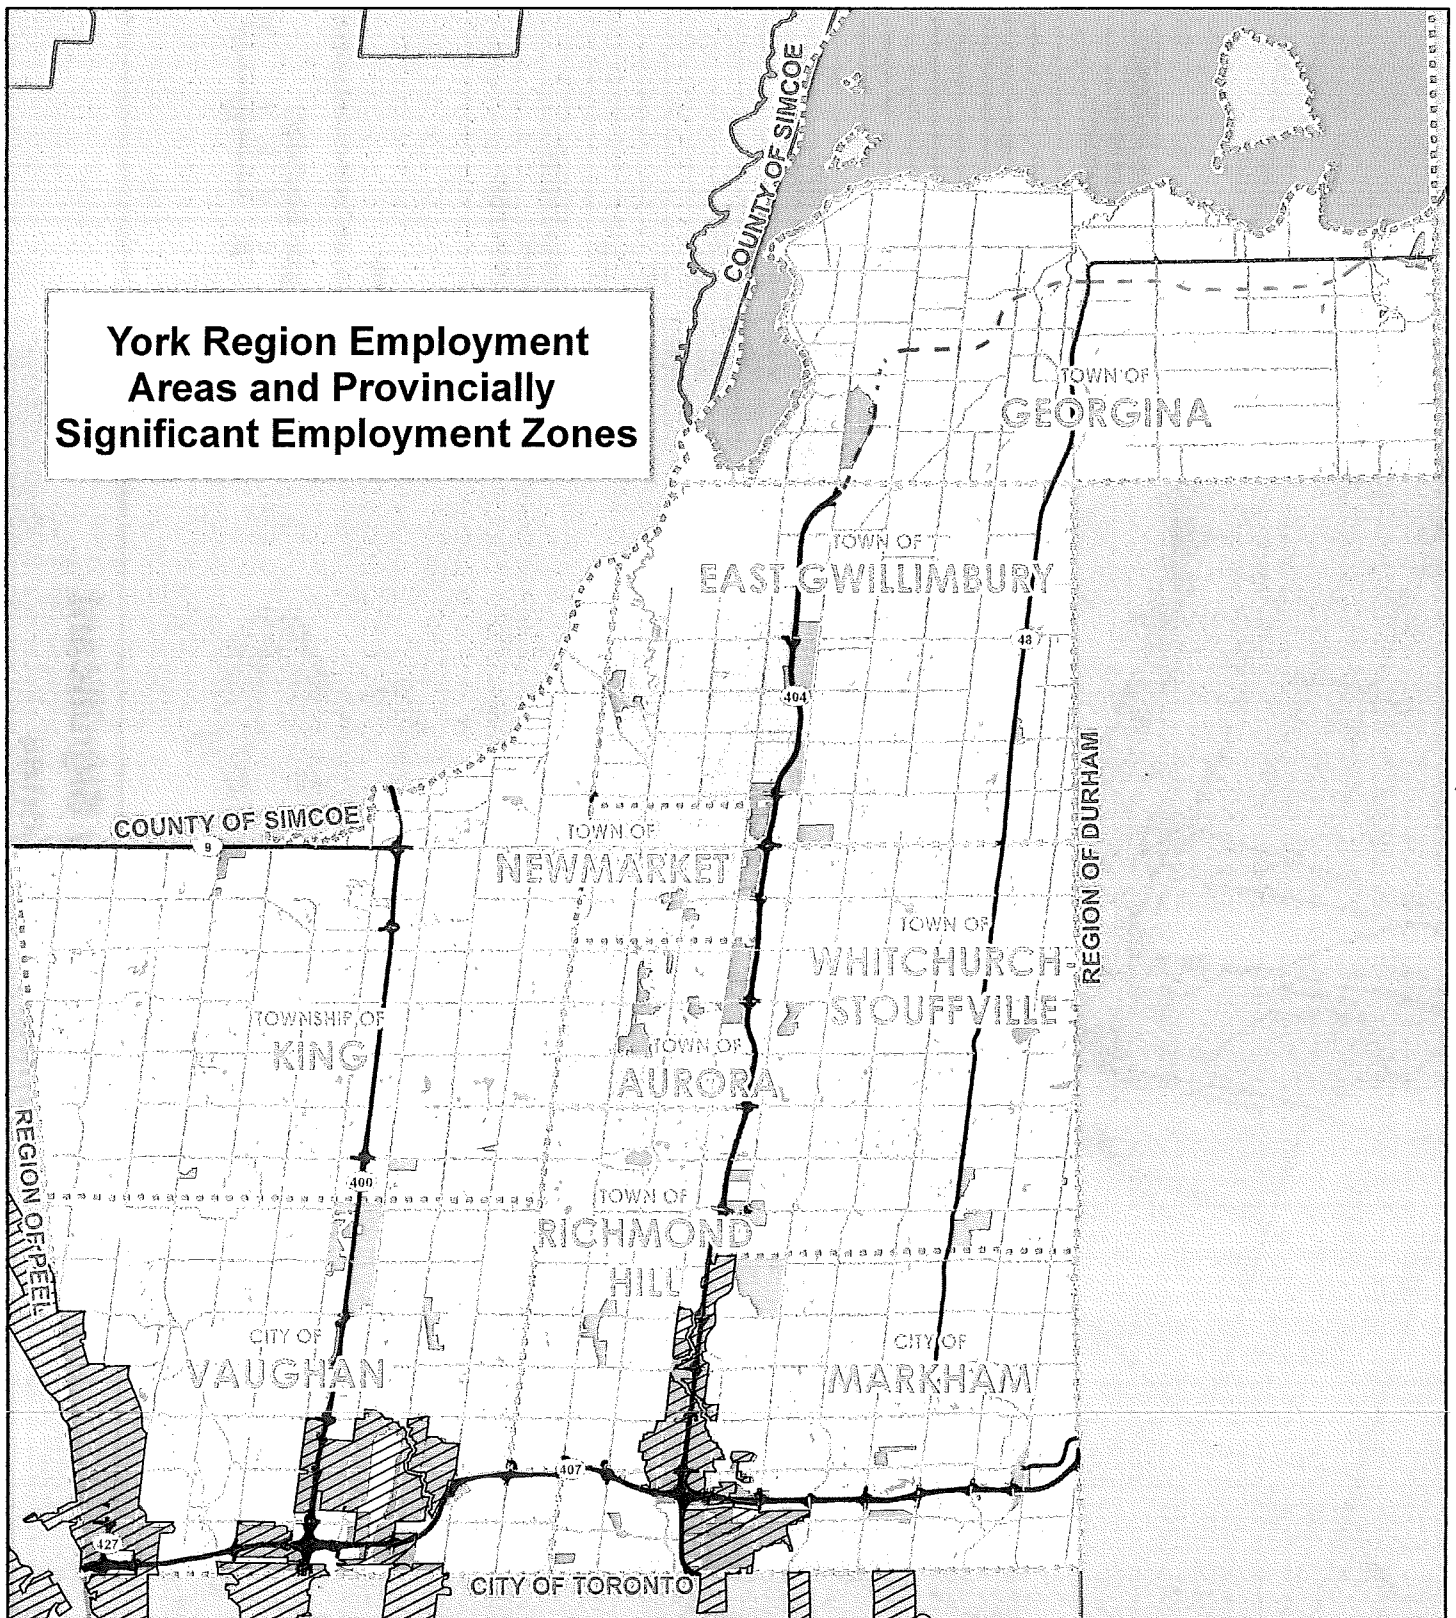 COUNTY OF SIMCOE
York Region Employment
Areas and Provincially
Significant Employment Zones
TOWN OF
GEORGINA
TOWN OF
EAST GWILLIMBURY
48
404
REGION OF DURHAM
COUNTY OF SIMCOE
9
TOWN OF
NEWMARKET
TOWN OF
WHITCHURCH-
STOUFFVILLE
TOWNSHIP OF
KING
TOWN OF
AURORA
REGION OF PEEL
400
TOWN OF
RICHMOND
HILL
CITY OF
VAUGHAN
CITY OF
MARKHAM
407
427
CITY OF TORONTO